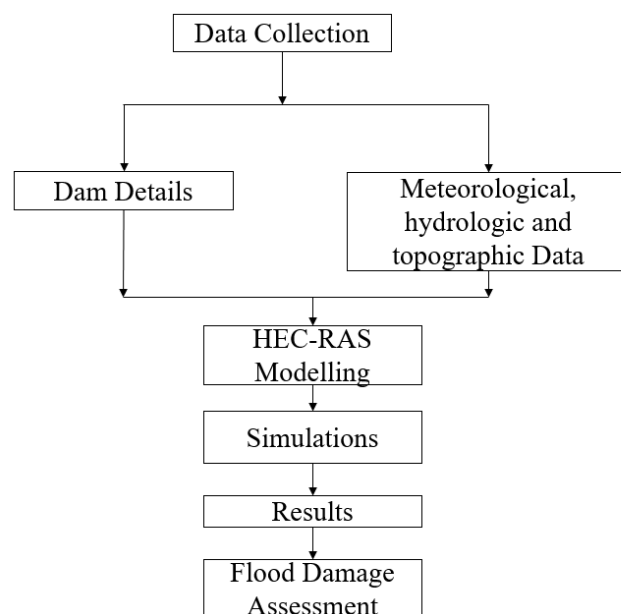 Data Collection
Dam Details
Meteorological,
hydrologic and
topographic Data
HEC-RAS
Modelling
Simulations
Results
Flood Damage
Assessment